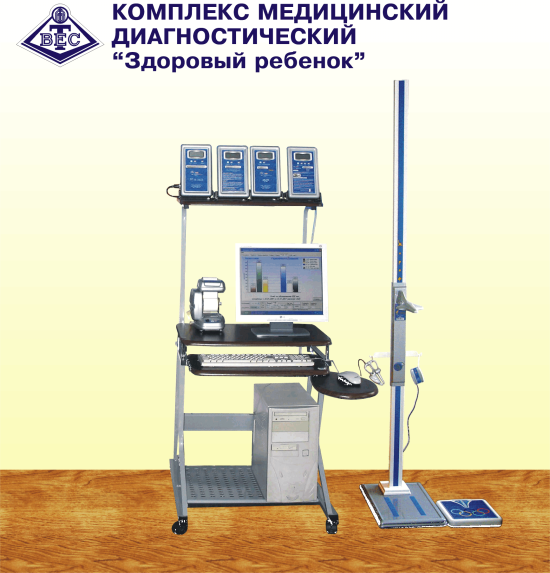 КОМПЛЕКС МЕДИЦИНСКИЙ
ДИАГНОСТИЧЕСКИЙ
“Здоровый ребенок”
Т
ВЕС